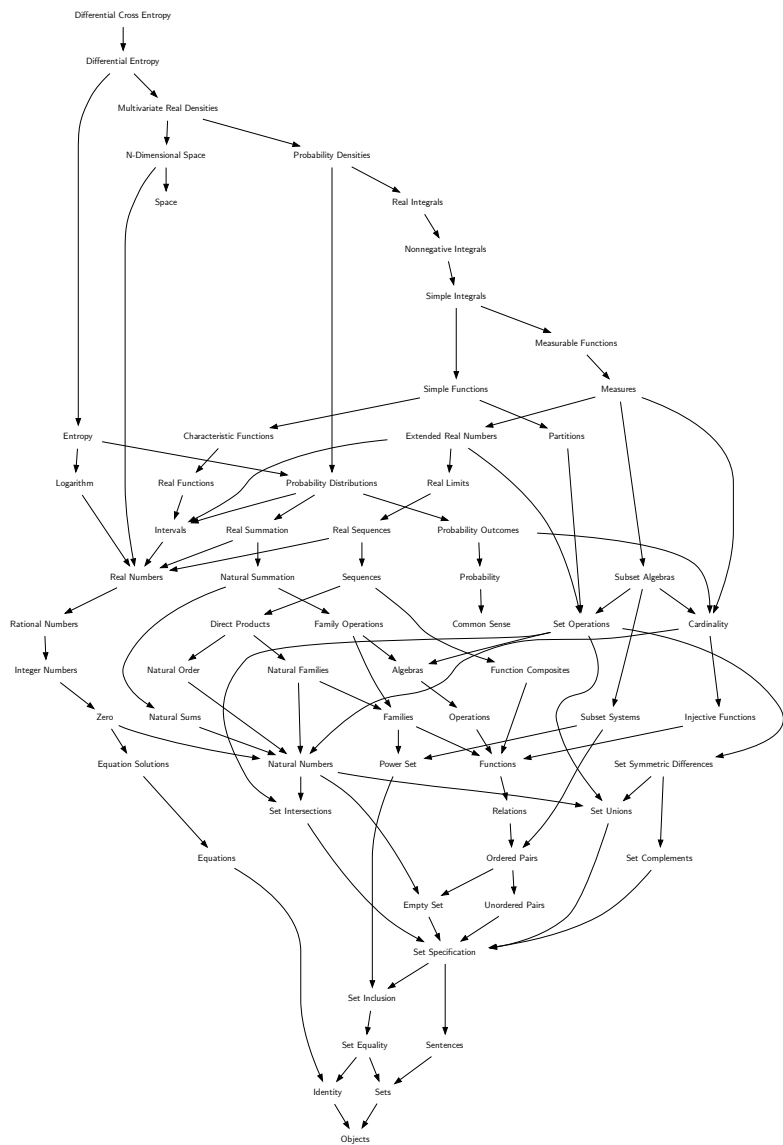 Differential Cross Entropy
Differential Entropy
Multivariate Real Densities
N-Dimensional Space
Probability Densities
Space
Real Integrals
Nonnegative Integrals
Simple Integrals
Measurable Functions
Simple Functions
Measures
Entropy
Characteristic Functions
Extended Real Numbers
Partitions
Logarithm
Real Functions
Probability Distributions
Real Limits
Intervals
Real Summation
Real Sequences
Probability Outcomes
Real Numbers
Natural Summation
Sequences
Probability
Subset Algebras
Rational Numbers
Direct Products
Family Operations
Common Sense
Set Operations
Cardinality
Integer Numbers
Natural Order
Natural Families
Algebras
Function Composites
Zero
Natural Sums
Families
Operations
Subset Systems
Injective Functions
Equation Solutions
Natural Numbers
Power Set
Functions
Set Symmetric Differences
Set Intersections
Relations
Set Unions
Equations
Ordered Pairs
Set Complements
Empty Set
Unordered Pairs
Set Specification
Set Inclusion
Set Equality
Sentences
Identity
Sets
Objects